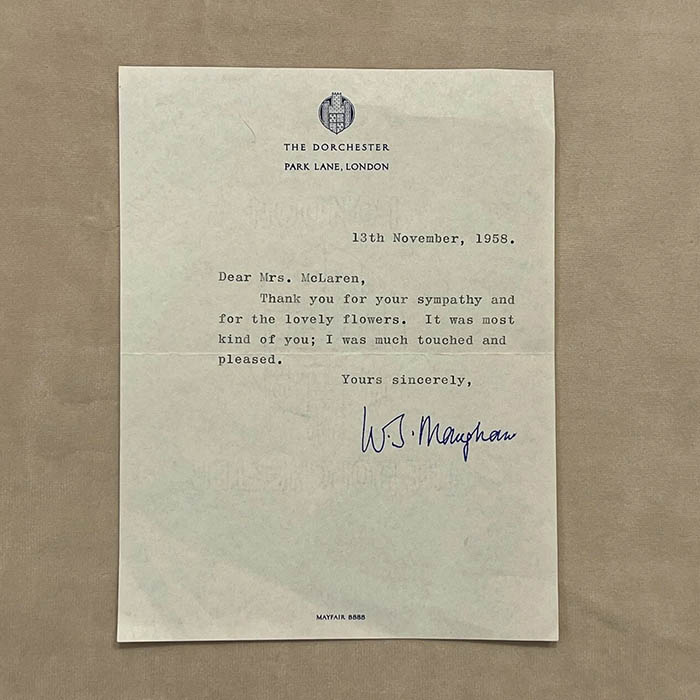 THE DORCHESTER
PARK LANE, LONDON
13th November, 1958.
Dear Mrs. McLaren,
Thank you for your sympathy and
for the lovely flowers. It was most
kind of you; I was much touched and
pleased.
Yours sincerely,
W.S. Maugham
MAYFAIR 8888